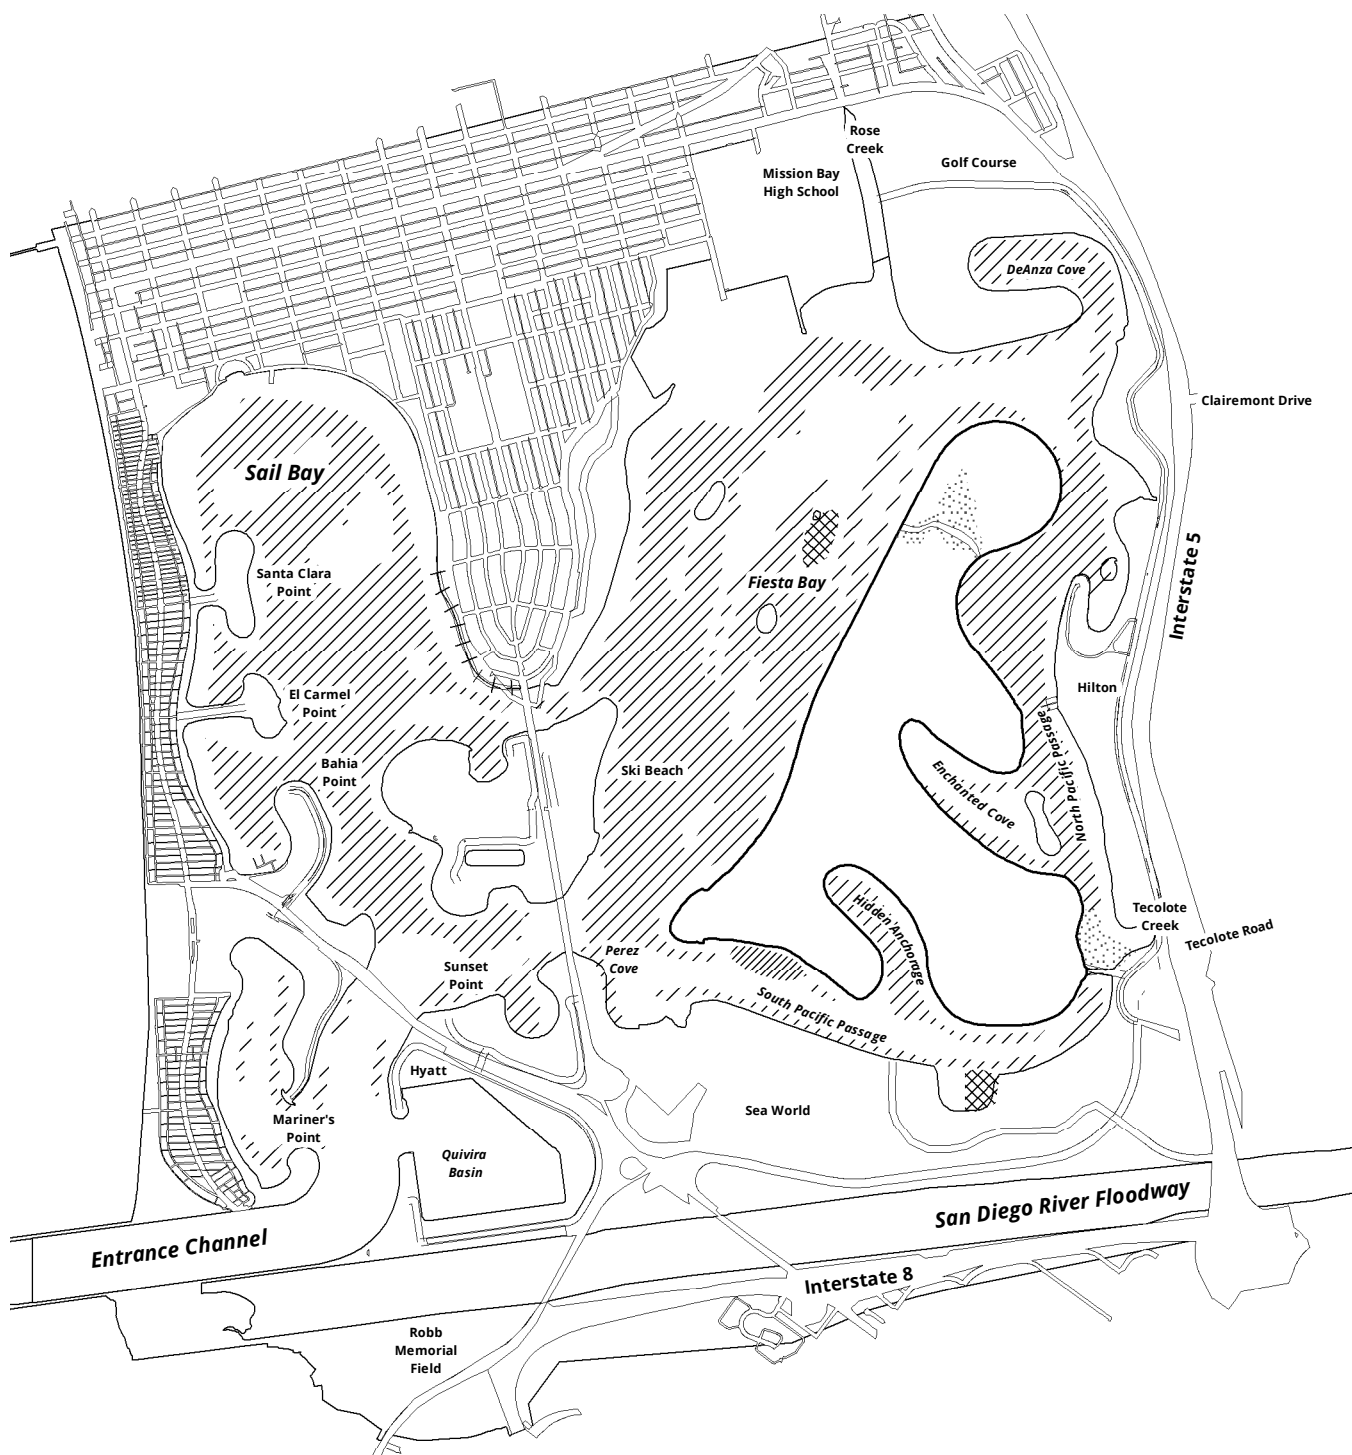 Rose
Creek
Golf Course
Mission Bay
High School
DeAnza Cove
Clairemont Drive
Sail Bay
Interstate 5
Santa Clara
Point
Fiesta Bay
El Carmel
Point
Hilton
North Pacific Passage
Bahia
Point
Ski Beach
Enchanted Cove
Hidden Anchorage
Tecolote
Creek
Tecolote Road
Perez
Cove
Sunset
Point
South Pacific Passage
Hyatt
Sea World
Mariner's
Point
Quivira
Basin
San Diego River Floodway
Entrance Channel
Interstate 8
Robb
Memorial
Field